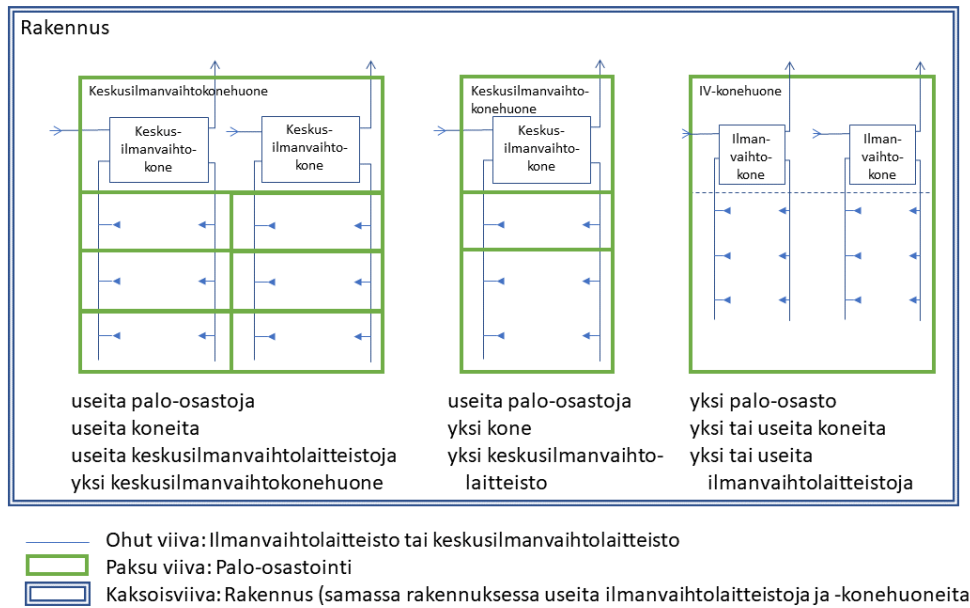 Rakennus
Keskusilmanvaihtokonehuone
Keskus-
ilmanvaihto-
kone
Keskus-
ilmanvaihto-
kone
useita palo-osastoja
useita koneita
useita keskusilmanvaihtolaitteistoja
yksi keskusilmanvaihtokonehuone
Keskusilmanvaihto-
konehuone
Keskus-
ilmanvaihto-
kone
useita palo-osastoja
yksi kone
yksi keskusilmanvaihto-
laitteisto
IV-konehuone
Ilman-
vaihto-
kone
Ilman-
vaihto-
kone
yksi palo-osasto
yksi tai useita koneita
yksi tai useita
ilmanvaihtolaitteistoja
Ohut viiva: Ilmanvaihtolaitteisto tai keskusilmanvaihtolaitteisto
Paksu viiva: Palo-osastointi
Kaksoisviiva: Rakennus (samassa rakennuksessa useita ilmanvaihtolaitteistoja ja -konehuoneita